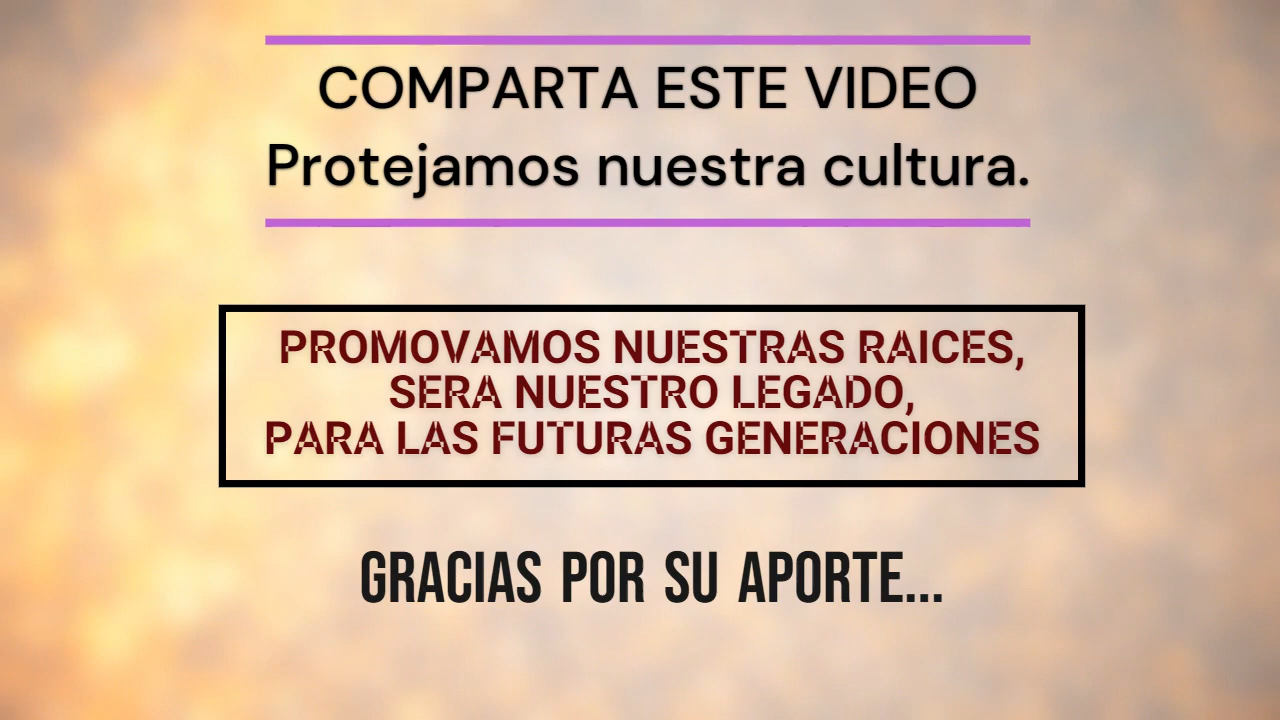 COMPARTA ESTE VIDEO
Protejamos nuestra cultura.
PROMOVAMOS NUESTRAS RAICES,
SERA NUESTRO LEGADO,
PARA LAS FUTURAS GENERACIONES
GRACIAS POR SU APORTE...